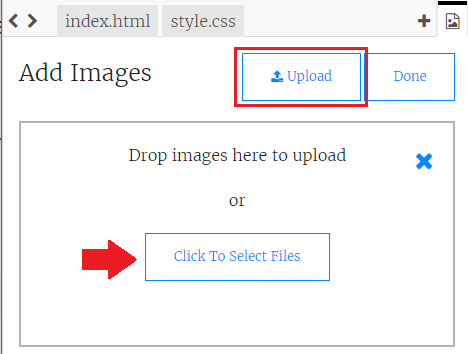 index.html style.css
Add Images
Upload
Done
Drop images here to upload
or
Click To Select Files